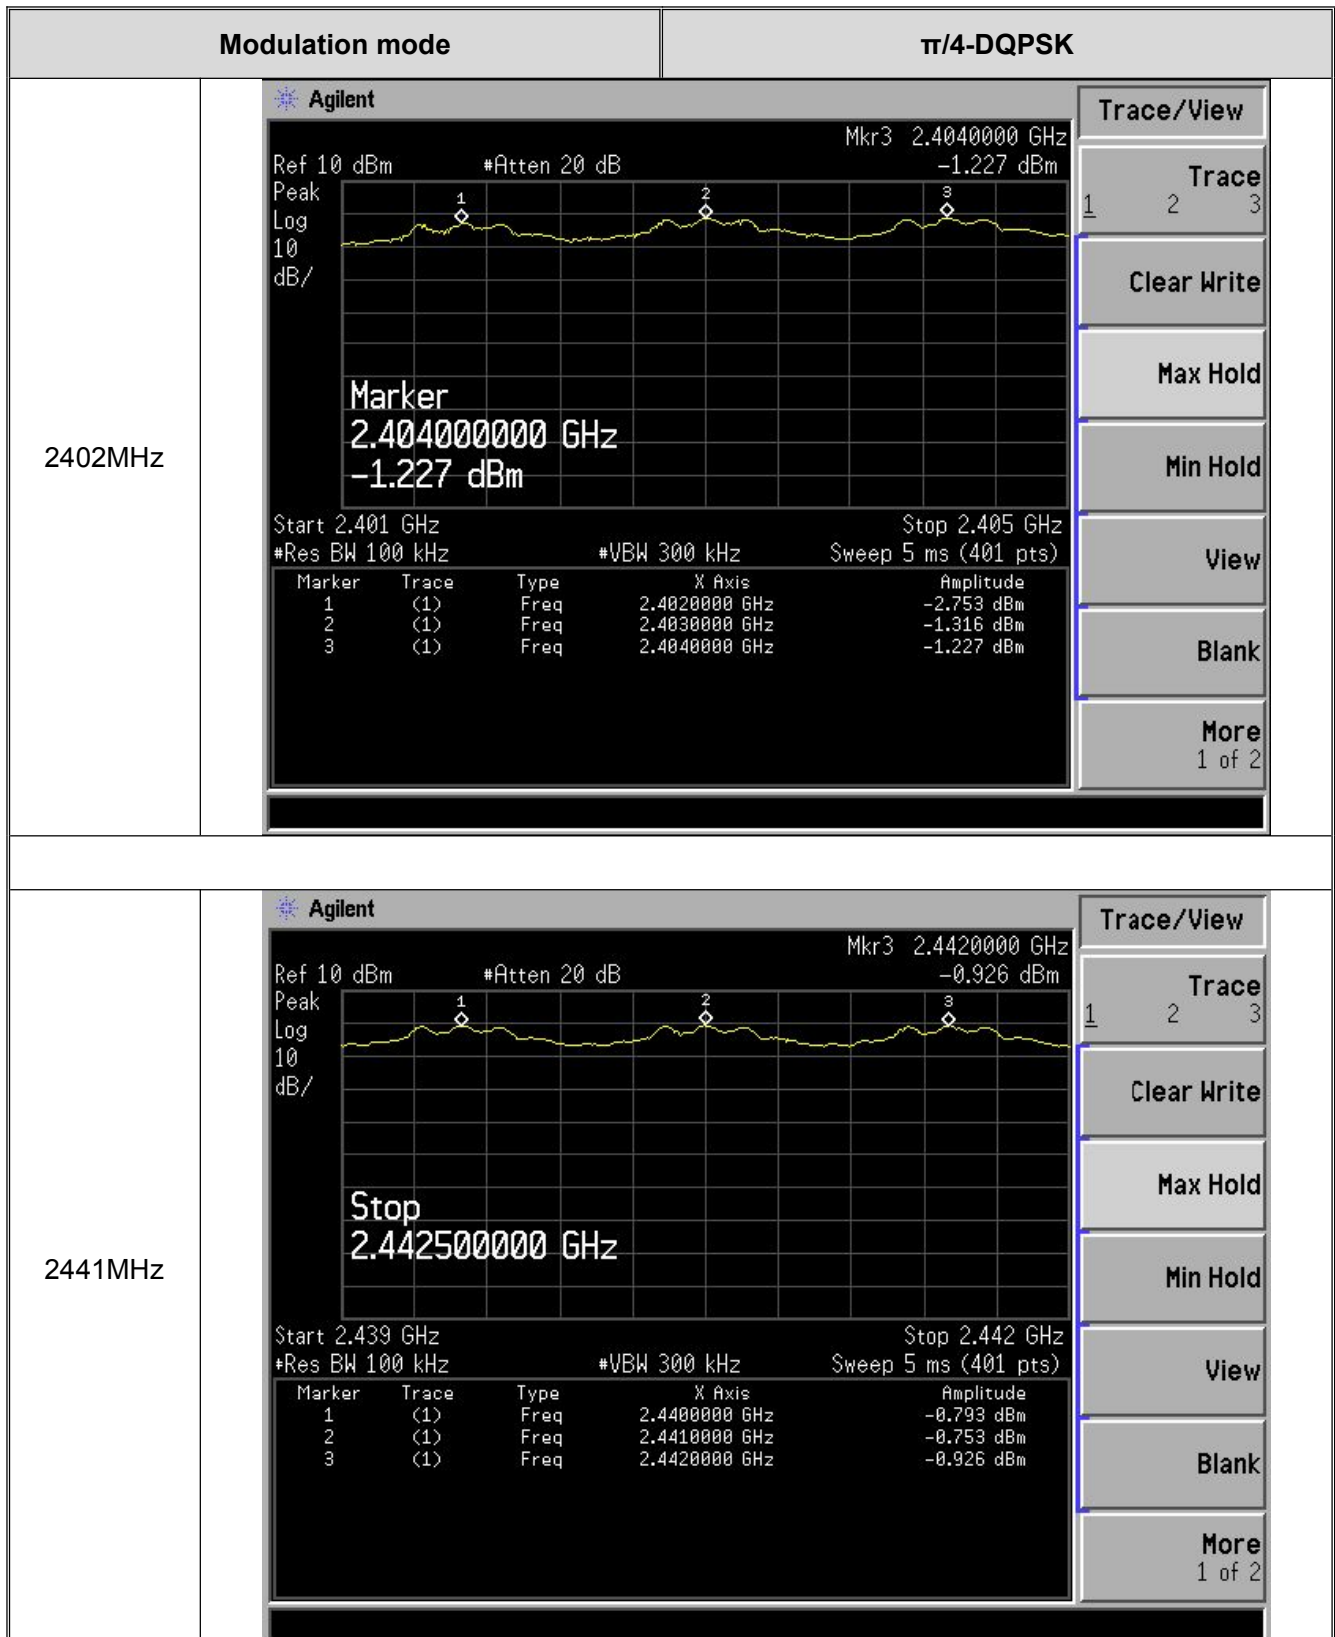 Modulation mode π/4-DQPSK
2402MHz
Agilent
Trace/View
Mkr3 2.4040000 GHz
Ref 10 dBm #Atten 20 dB -1.227 dBm
Peak
Log
10
dB/
1 2 3
Marker
2.404000000 GHz
-1.227 dBm
Start 2.401 GHz Stop 2.405 GHz
#Res BW 100 kHz #VBW 300 kHz Sweep 5 ms (401 pts)
Marker Trace Type X Axis Amplitude
1 (1) Freq 2.4020000 GHz -2.753 dBm
2 (1) Freq 2.4030000 GHz -1.316 dBm
3 (1) Freq 2.4040000 GHz -1.227 dBm
Trace
1 2 3
Clear Write
Max Hold
Min Hold
View
Blank
More
1 of 2
2441MHz
Agilent
Trace/View
Mkr3 2.4420000 GHz
Ref 10 dBm #Atten 20 dB -0.926 dBm
Peak
Log
10
dB/
1 2 3
Stop
2.442500000 GHz
Start 2.439 GHz Stop 2.442 GHz
#Res BW 100 kHz #VBW 300 kHz Sweep 5 ms (401 pts)
Marker Trace Type X Axis Amplitude
1 (1) Freq 2.4400000 GHz -0.793 dBm
2 (1) Freq 2.4410000 GHz -0.753 dBm
3 (1) Freq 2.4420000 GHz -0.926 dBm
Trace
1 2 3
Clear Write
Max Hold
Min Hold
View
Blank
More
1 of 2